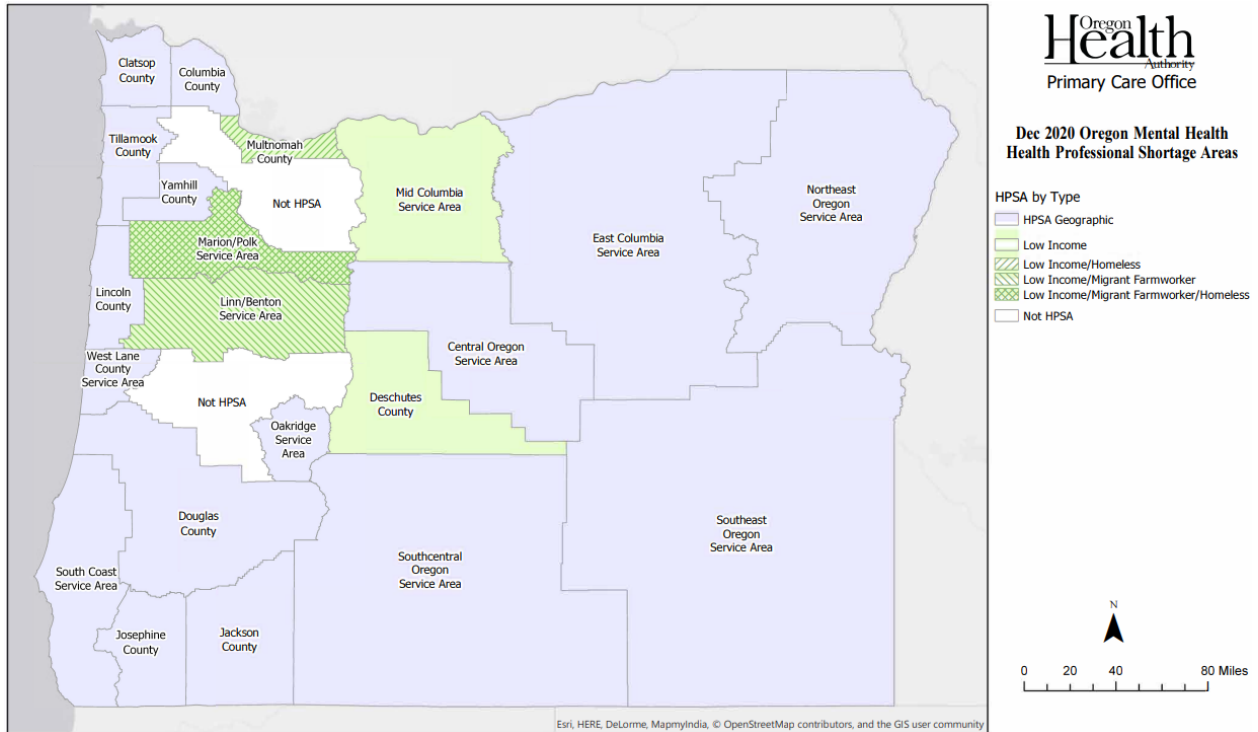 Clatsop
County
Columbia
County
Tillamook
County
Multnomah
County
Yamhill
County
Not HPSA
Mid Columbia
Service Area
Northeast
Oregon
Service Area
East Columbia
Service Area
Marion/Polk
Service Area
Lincoln
County
Linn/Benton
Service Area
West Lane
County
Service Area
Central Oregon
Service Area
Not HPSA
Deschutes
County
Oakridge
Service
Area
Douglas
County
Southeast
Oregon
Service Area
Southcentral
Oregon
Service Area
South Coast
Service Area
Josephine
County
Jackson
County
Esri, HERE, DeLorme, MapmyIndia, © OpenStreetMap contributors, and the GIS user community
Oregon
Health
Authority
Primary Care Office
Dec 2020 Oregon Mental Health
Health Professional Shortage Areas
HPSA by Type
HPSA Geographic
Low Income
Low Income/Homeless
Low Income/Migrant Farmworker
Low Income/Migrant Farmworker/Homeless
Not HPSA
N
0 20 40 80 Miles